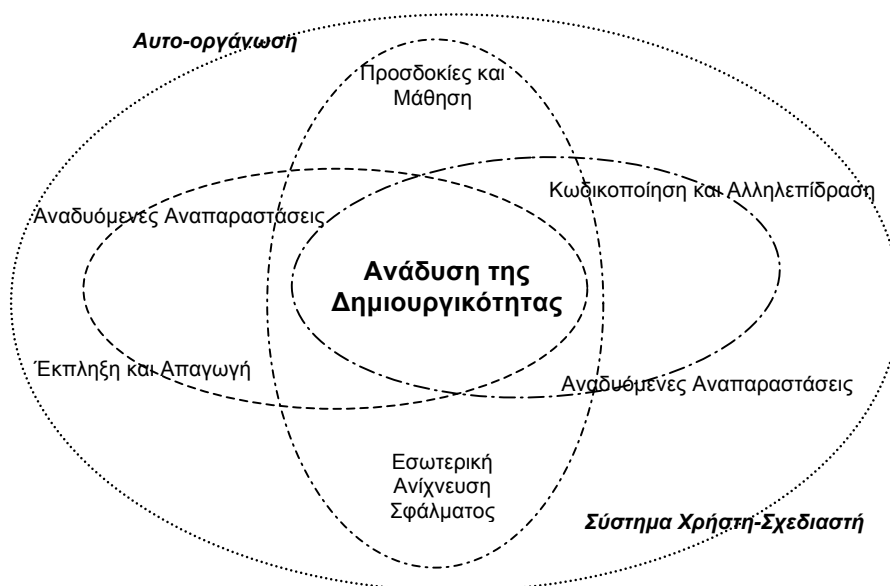 Αυτο-οργάνωση
Προσδοκίες και
Μάθηση
Κωδικοποίηση και Αλληλεπίδραση
Αναδυόμενες Αναπαραστάσεις
Ανάδυση της
Δημιουργικότητας
Έκπληξη και Απαγωγή
Αναδυόμενες Αναπαραστάσεις
Εσωτερική
Ανίχνευση
Σφάλματος
Σύστημα Χρήστη-Σχεδιαστή